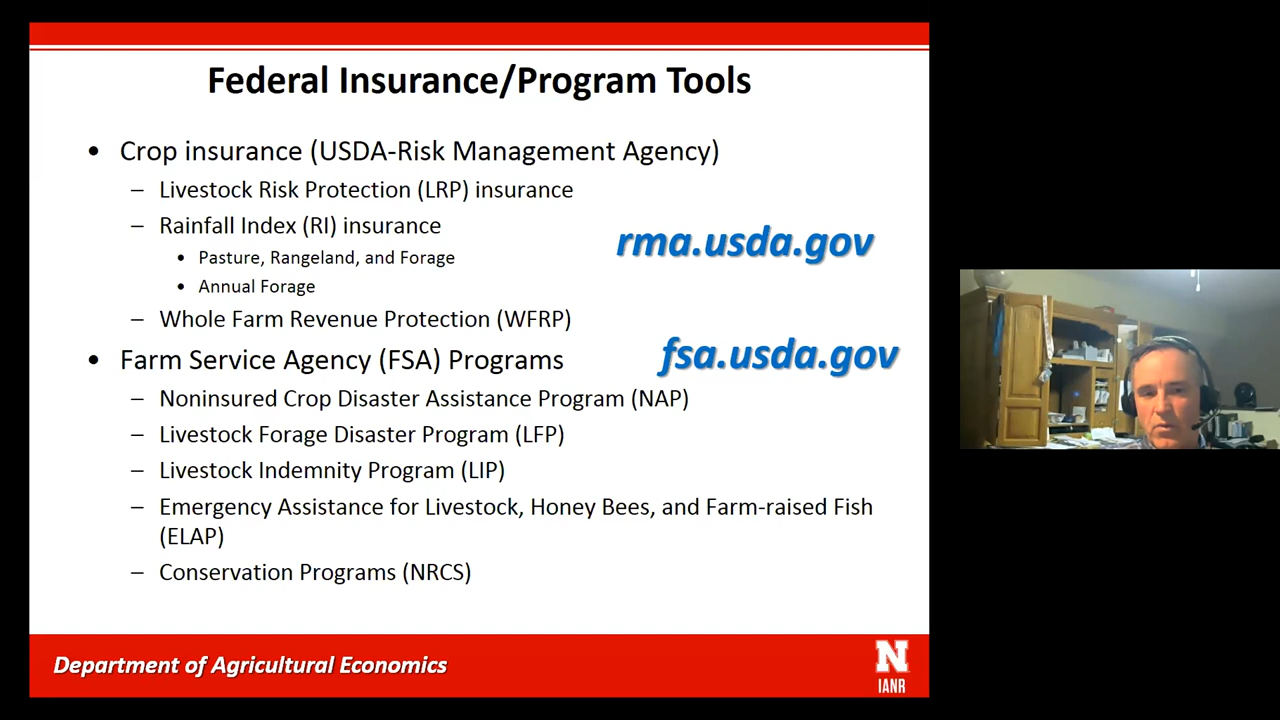 Federal Insurance/Program Tools
• Crop insurance (USDA-Risk Management Agency)
– Livestock Risk Protection (LRP) insurance
– Rainfall Index (RI) insurance
rma.usda.gov
• Pasture, Rangeland, and Forage
• Annual Forage
– Whole Farm Revenue Protection (WFRP)
• Farm Service Agency (FSA) Programs
fsa.usda.gov
– Noninsured Crop Disaster Assistance Program (NAP)
– Livestock Forage Disaster Program (LFP)
– Livestock Indemnity Program (LIP)
– Emergency Assistance for Livestock, Honey Bees, and Farm-raised Fish
(ELAP)
– Conservation Programs (NRCS)
Department of Agricultural Economics
N
IANR